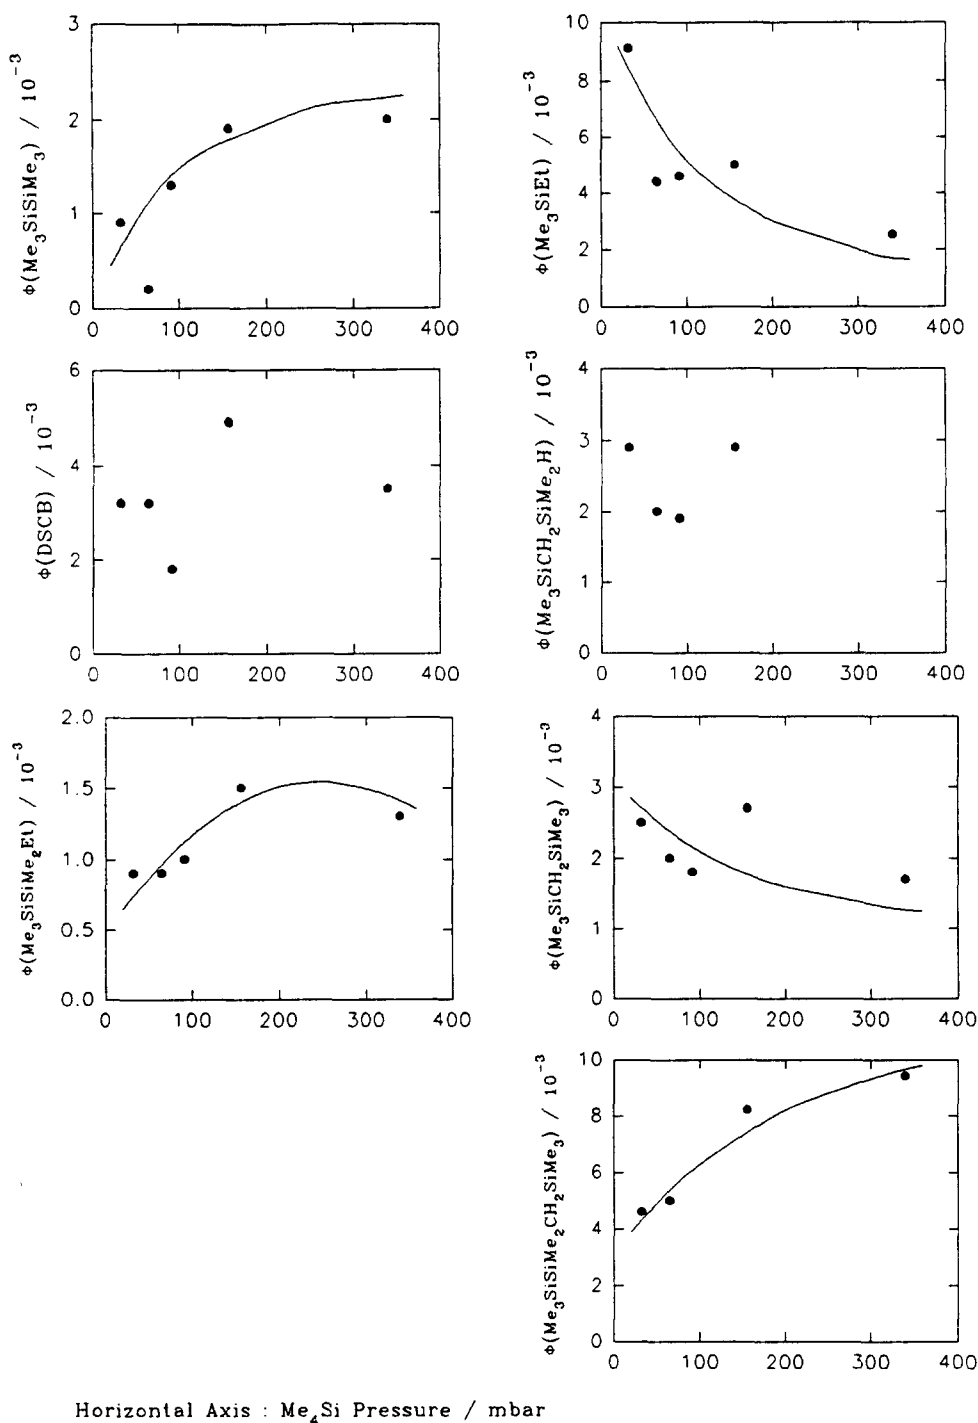 Φ(Me₃SiSiMe₃) / 10⁻³
3
2
1
0
0 100 200 300 400
Φ(Me₃SiEt) / 10⁻³
10
8
6
4
2
0
0 100 200 300 400
Φ(DSCB) / 10⁻³
6
4
2
0
0 100 200 300 400
Φ(Me₃SiCH₂SiMe₂H) / 10⁻³
4
3
2
1
0
0 100 200 300 400
Φ(Me₃SiSiMe₂Et) / 10⁻³
2.0
1.5
1.0
0.5
0.0
0 100 200 300 400
Φ(Me₃SiCH₂SiMe₃) / 10⁻³
4
3
2
1
0
0 100 200 300 400
Φ(Me₃SiSiMe₂CH₂SiMe₃) / 10⁻³
10
8
6
4
2
0
0 100 200 300 400
Horizontal Axis : Me₄Si Pressure / mbar